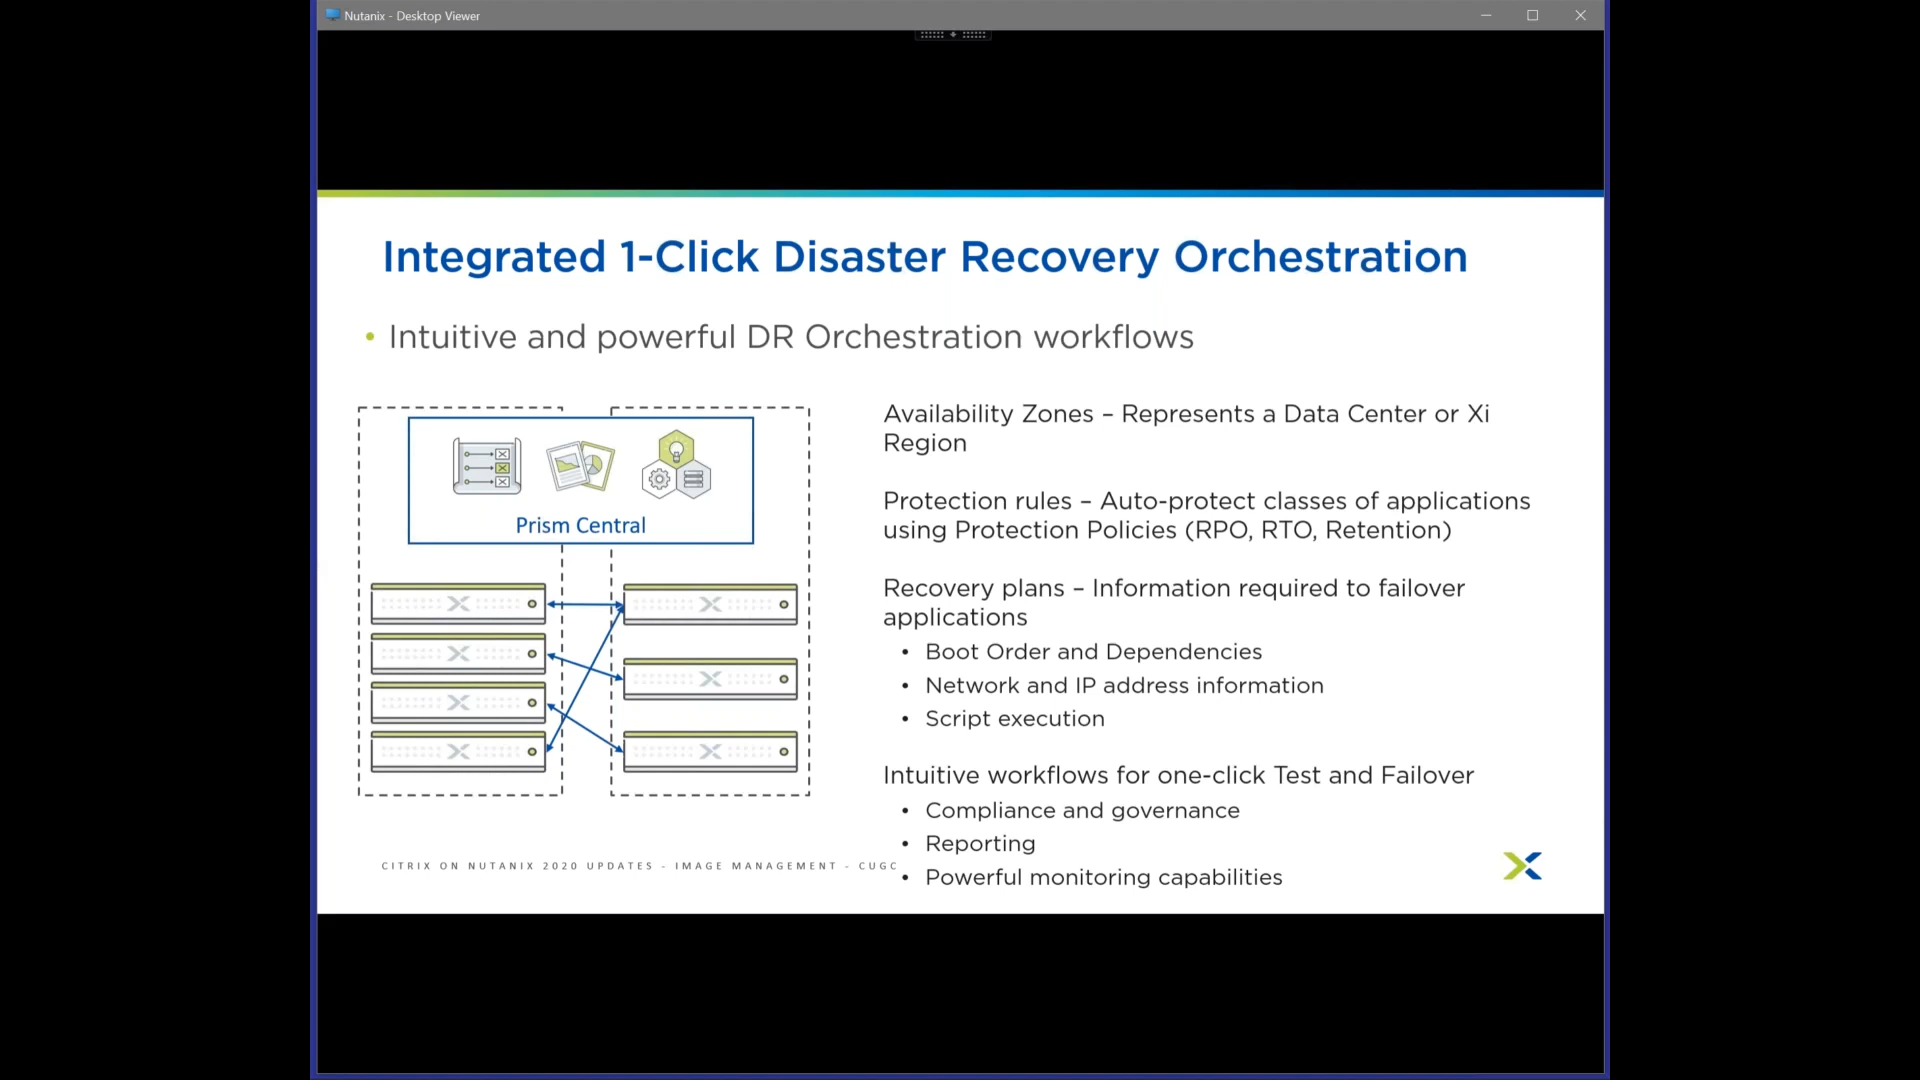 Nutanix - Desktop Viewer
Integrated 1-Click Disaster Recovery Orchestration
• Intuitive and powerful DR Orchestration workflows
Prism Central
Availability Zones – Represents a Data Center or Xi
Region
Protection rules – Auto-protect classes of applications
using Protection Policies (RPO, RTO, Retention)
Recovery plans – Information required to failover
applications
• Boot Order and Dependencies
• Network and IP address information
• Script execution
Intuitive workflows for one-click Test and Failover
• Compliance and governance
• Reporting
• Powerful monitoring capabilities
CITRIX ON NUTANIX 2020 UPDATES - IMAGE MANAGEMENT - CUGC